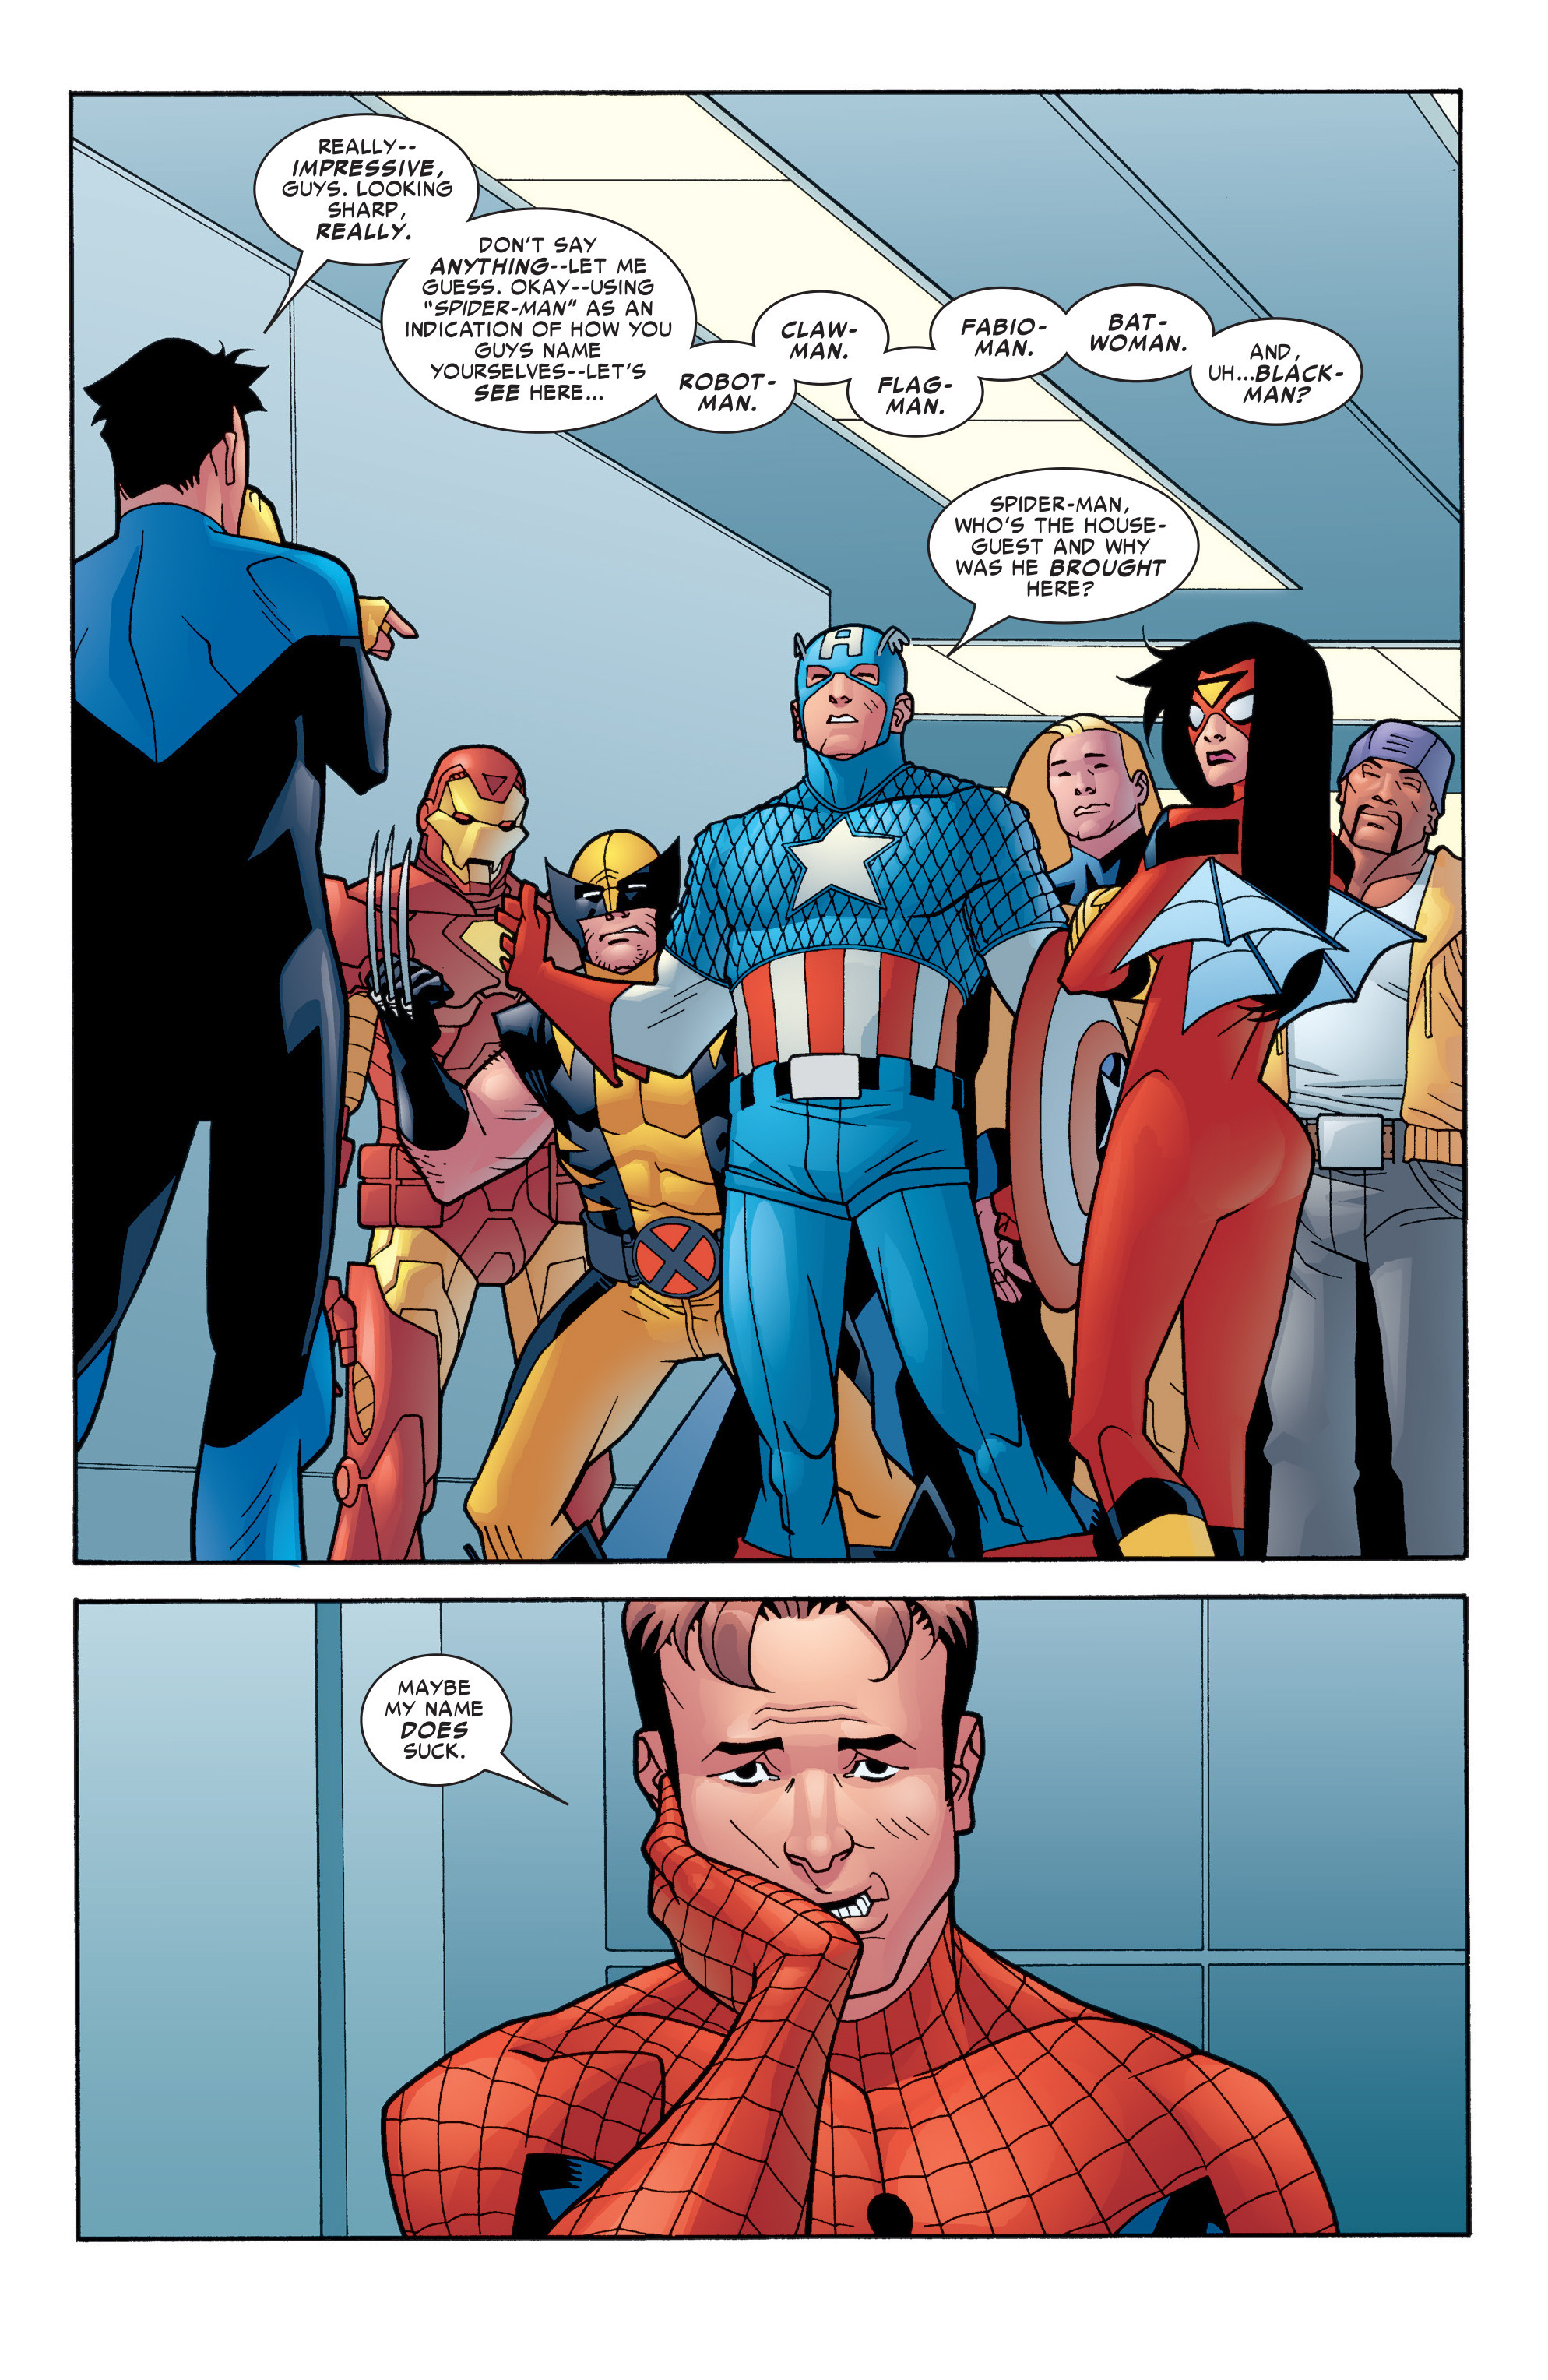 REALLY--
IMPRESSIVE,
GUYS. LOOKING
SHARP,
REALLY.
DON'T SAY
ANYTHING--LET ME
GUESS. OKAY--USING
"SPIDER-MAN" AS AN
INDICATION OF HOW YOU
GUYS NAME
YOURSELVES--LET'S
SEE HERE...
ROBOT-
MAN.
CLAW-
MAN.
FLAG-
MAN.
FABIO-
MAN.
BAT-
WOMAN.
AND,
UH...BLACK-
MAN?
SPIDER-MAN,
WHO'S THE HOUSE-
GUEST AND WHY
WAS HE BROUGHT
HERE?
A
MAYBE
MY NAME
DOES
SUCK.